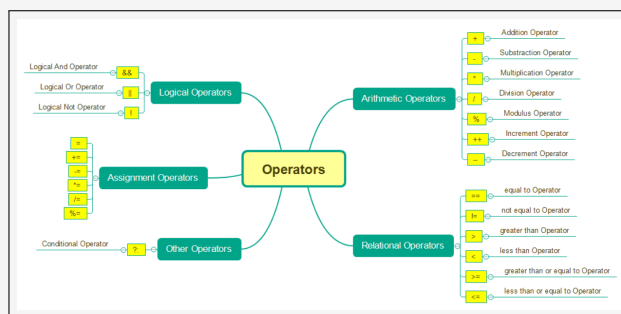 Operators
Logical Operators
&&
Logical And Operator
||
Logical Or Operator
!
Logical Not Operator
Assignment Operators
=
+=
-=
*=
/=
%=
Other Operators
?
Conditional Operator
Arithmetic Operators
+
Addition Operator
-
Substraction Operator
*
Multiplication Operator
/
Division Operator
%
Modulus Operator
++
Increment Operator
--
Decrement Operator
Relational Operators
==
equal to Operator
!=
not equal to Operator
>
greater than Operator
<
less than Operator
>=
greater than or equal to Operator
<=
less than or equal to Operator